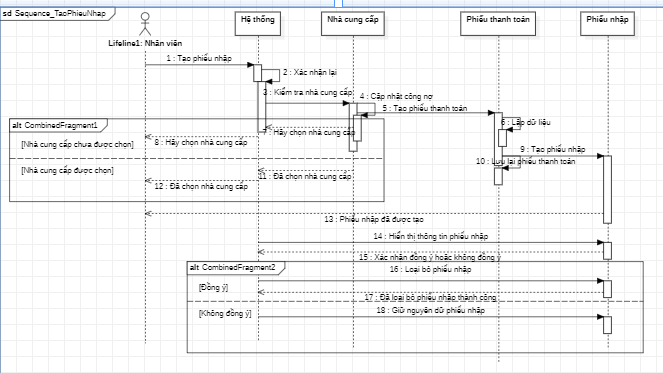 sd Sequence_TaoPhieuNhap
Hệ thống
Nhà cung cấp
Phiếu thanh toán
Phiếu nhập
Lifeline1: Nhân viên
1 : Tạo phiếu nhập
2 : Xác nhận lại
3 : Kiểm tra nhà cung cấp
4 : Cập nhật công nợ
5 : Tạo phiếu thanh toán
6 : Lập dữ liệu
alt CombinedFragment1
7 : Hãy chọn nhà cung cấp
[Nhà cung cấp chưa được chọn]
8 : Hãy chọn nhà cung cấp
9 : Tạo phiếu nhập
10 : Lưu lại phiếu thanh toán
[Nhà cung cấp được chọn]
11 : Đã chọn nhà cung cấp
12 : Đã chọn nhà cung cấp
13 : Phiếu nhập đã được tạo
14 : Hiển thị thông tin phiếu nhập
15 : Xác nhận đồng ý hoặc không đồng ý
alt CombinedFragment2
16 : Loại bỏ phiếu nhập
[Đồng ý]
17 : Đã loại bỏ phiếu nhập thành công
[Không đồng ý]
18 : Giữ nguyên dữ phiếu nhập